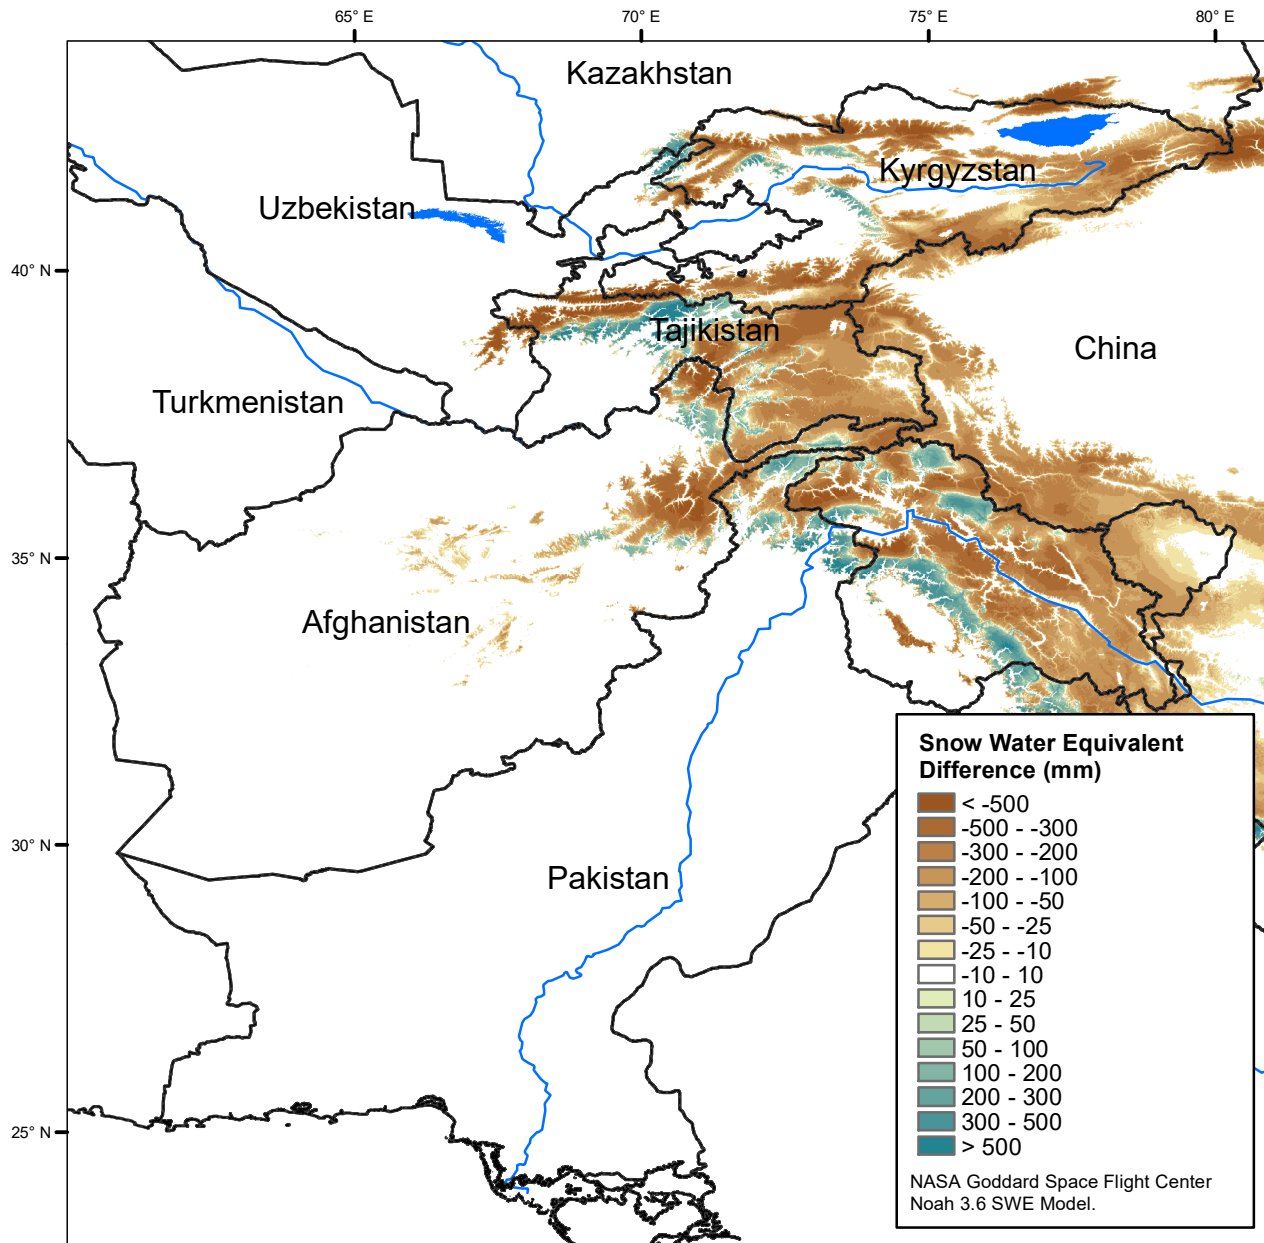 65° E
70° E
75° E
80° E
Kazakhstan
Kyrgyzstan
Uzbekistan
40° N
Tajikistan
China
Turkmenistan
35° N
Afghanistan
Snow Water Equivalent
Difference (mm)
< -500
-500 - -300
-300 - -200
-200 - -100
-100 - -50
-50 - -25
-25 - -10
-10 - 10
10 - 25
25 - 50
50 - 100
100 - 200
200 - 300
300 - 500
> 500
30° N
Pakistan
25° N
NASA Goddard Space Flight Center
Noah 3.6 SWE Model.